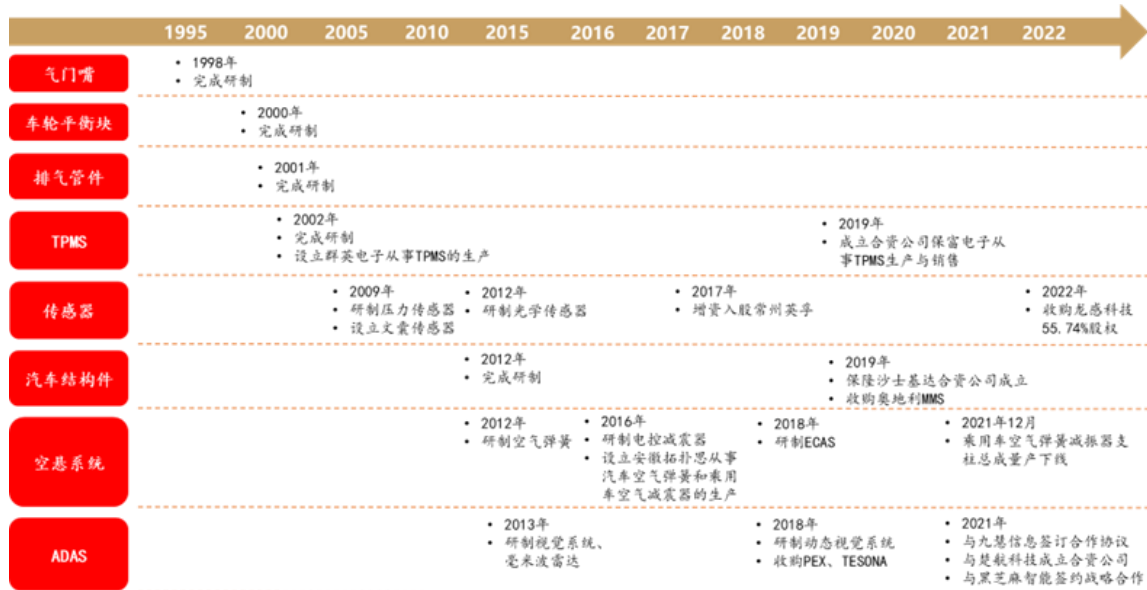 1995 2000 2005 2010 2015 2016 2017 2018 2019 2020 2021 2022
气门嘴
• 1998年
• 完成研制
车轮平衡块
• 2000年
• 完成研制
排气管件
• 2001年
• 完成研制
TPMS
• 2002年
• 完成研制
• 设立群英电子从事TPMS的生产
• 2019年
• 成立合资公司保富电子从
事TPMS生产与销售
传感器
• 2009年
• 研制压力传感器
• 设立文襄传感器
• 2012年
• 研制光学传感器
• 2017年
• 增资入股常州英孚
• 2022年
• 收购龙感科技
55.74%股权
汽车结构件
• 2012年
• 完成研制
• 2019年
• 保隆沙士基达合资公司成立
• 收购奥地利MMS
空悬系统
• 2012年
• 研制空气弹簧
• 2016年
• 研制电控减震器
• 设立安徽拓扑思从事
汽车空气弹簧和乘用
车空气减震器的生产
• 2018年
• 研制ECAS
• 2021年12月
• 乘用车空气弹簧减振器支
柱总成量产下线
ADAS
• 2013年
• 研制视觉系统、
毫米波雷达
• 2018年
• 研制动态视觉系统
• 收购PEX、TESONA
• 2021年
• 与九慧信息签订合作协议
• 与楚航科技成立合资公司
• 与黑芝麻智能签约战略合作